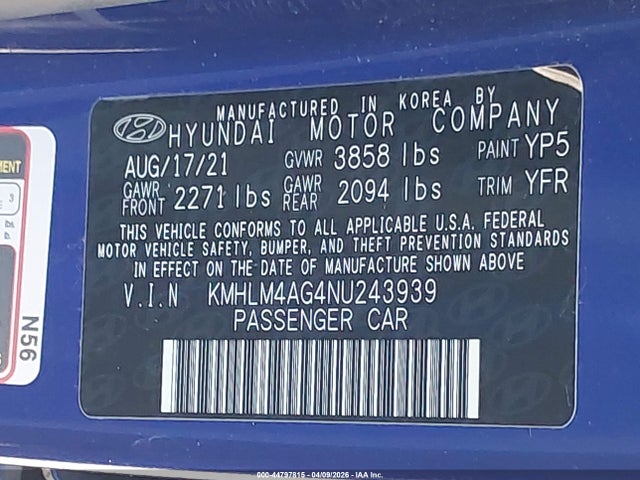 MANUFACTURED IN KOREA BY
HYUNDAI MOTOR COMPANY
AUG/17/21 GVWR 3858 lbs PAINT YP5
GAWR FRONT 2271 lbs GAWR REAR 2094 lbs TRIM YFR
THIS VEHICLE CONFORMS TO ALL APPLICABLE U.S.A. FEDERAL
MOTOR VEHICLE SAFETY, BUMPER, AND THEFT PREVENTION STANDARDS
IN EFFECT ON THE DATE OF MANUFACTURE SHOWN ABOVE
V.I.N KMHLM4AG4NU243939
PASSENGER CAR
N56
3
000-44797815 - 04/09/2026 - IAA Inc.